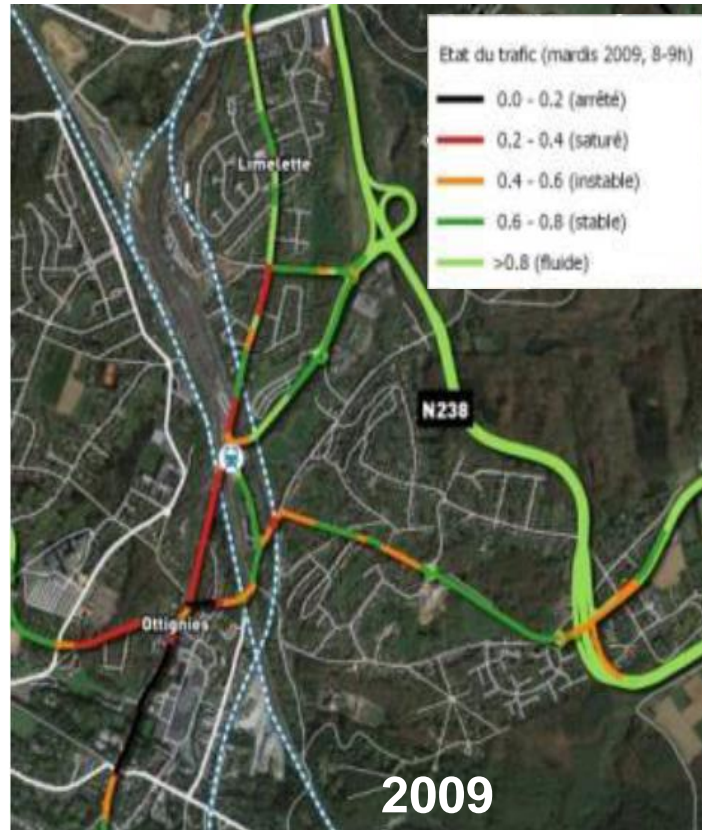 Etat du trafic (mardis 2009, 8-9h)
0.0 - 0.2 (arrêté)
0.2 - 0.4 (saturé)
0.4 - 0.6 (instable)
0.6 - 0.8 (stable)
>0.8 (fluide)
Limelette
N238
Ottignies
2009